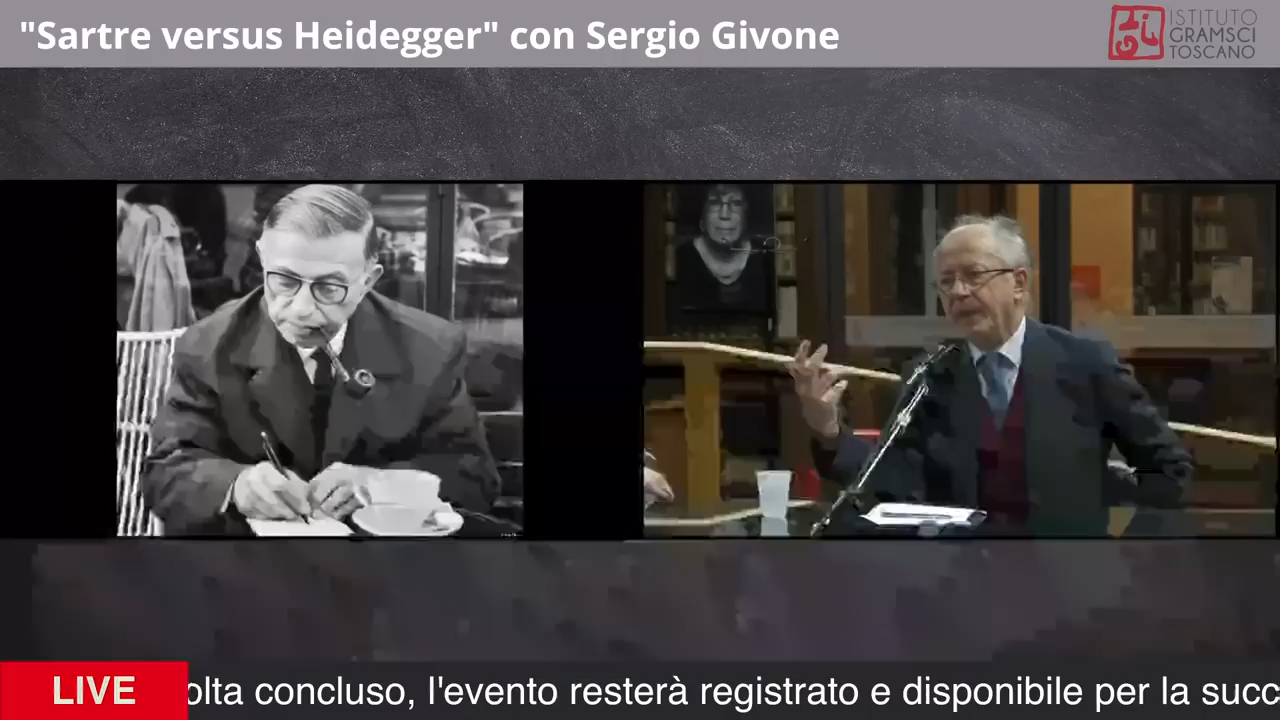 "Sartre versus Heidegger" con Sergio Givone
ISTITUTO
GRAMSCI
TOSCANO
LIVE
olta concluso, l'evento resterà registrato e disponibile per la succ